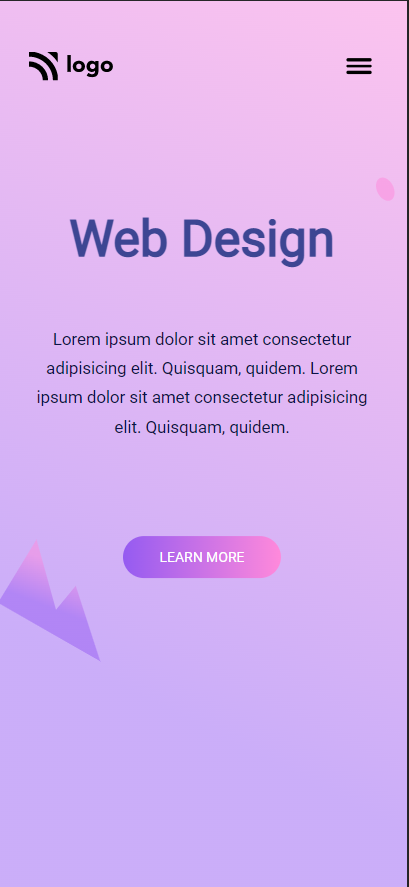 logo
Web Design
Lorem ipsum dolor sit amet consectetur
adipisicing elit. Quisquam, quidem. Lorem
ipsum dolor sit amet consectetur adipisicing
elit. Quisquam, quidem.
LEARN MORE